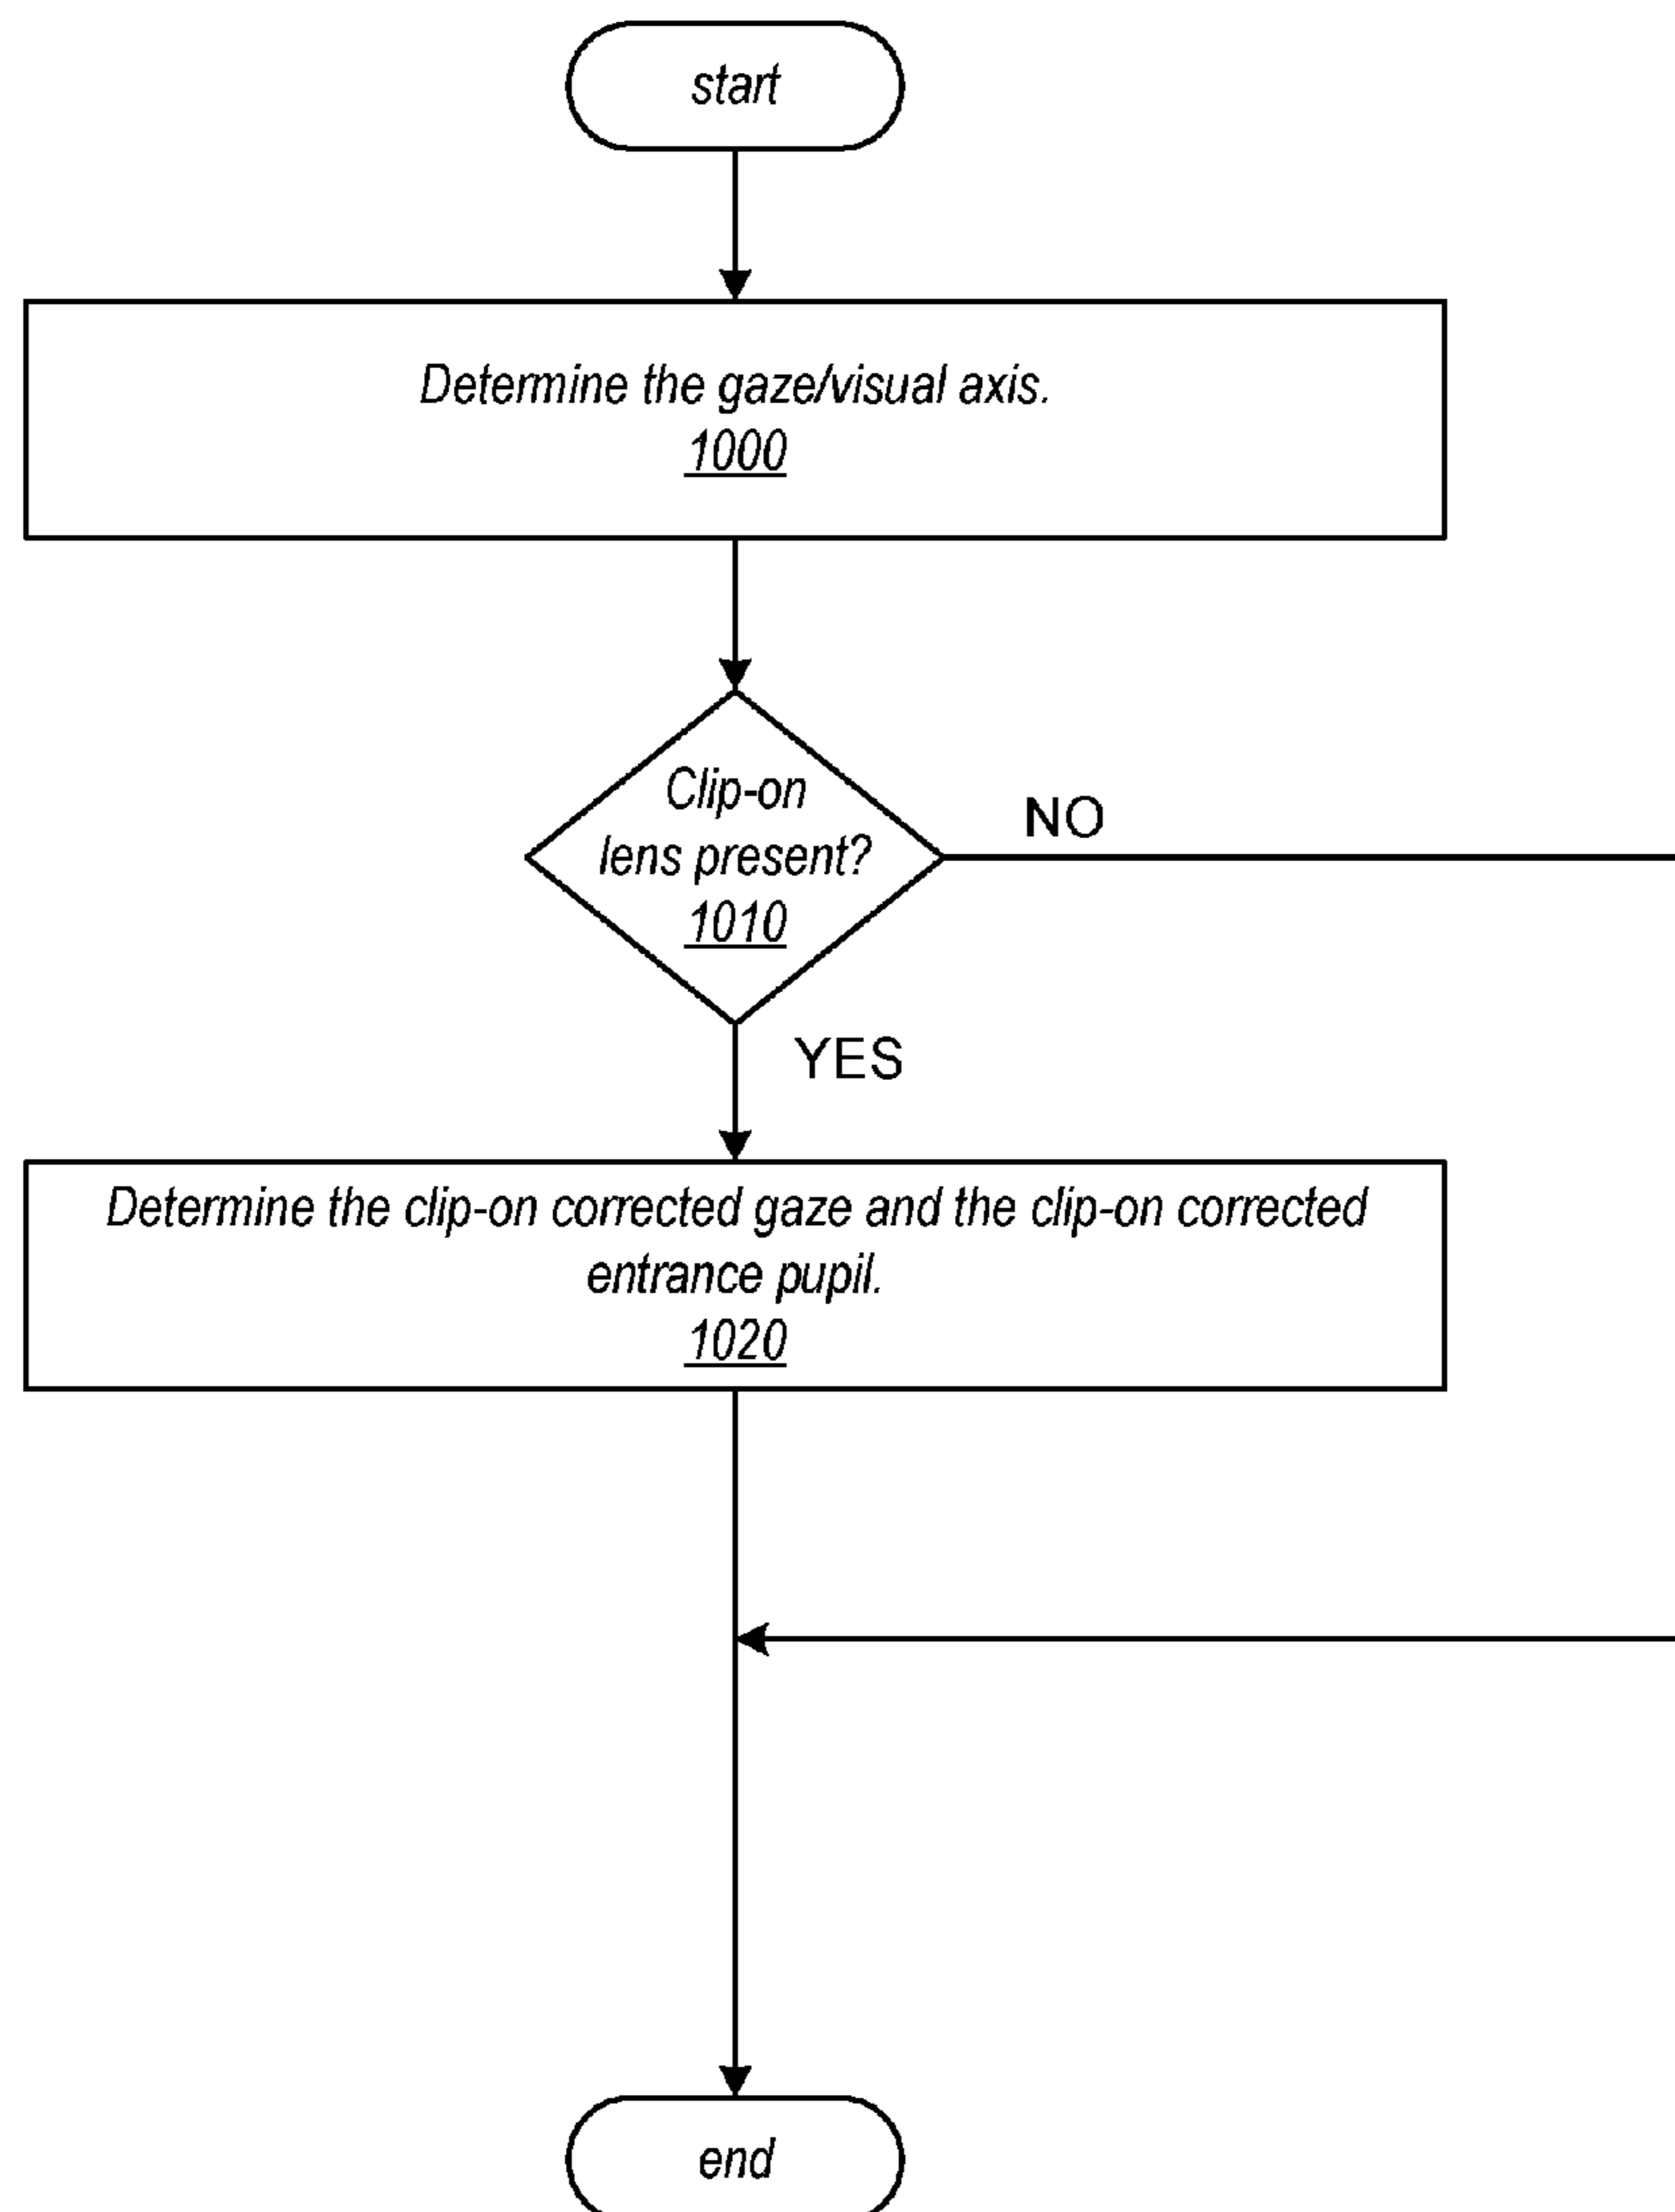 start
Determine the gaze/visual axis.
1000
Clip-on
lens present?
1010
NO
YES
Determine the clip-on corrected gaze and the clip-on corrected
entrance pupil.
1020
end